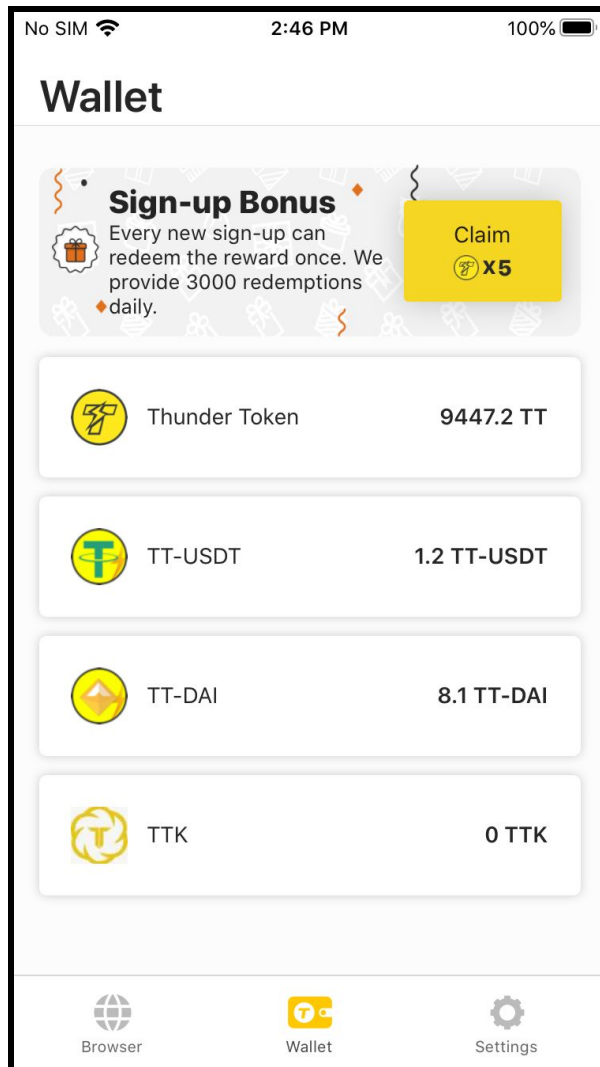 No SIM 2:46 PM 100%
Wallet
Sign-up Bonus
Every new sign-up can
redeem the reward once. We
provide 3000 redemptions
daily.
Claim
X5
Thunder Token 9447.2 TT
TT-USDT 1.2 TT-USDT
TT-DAI 8.1 TT-DAI
TTK 0 TTK
Browser Wallet Settings